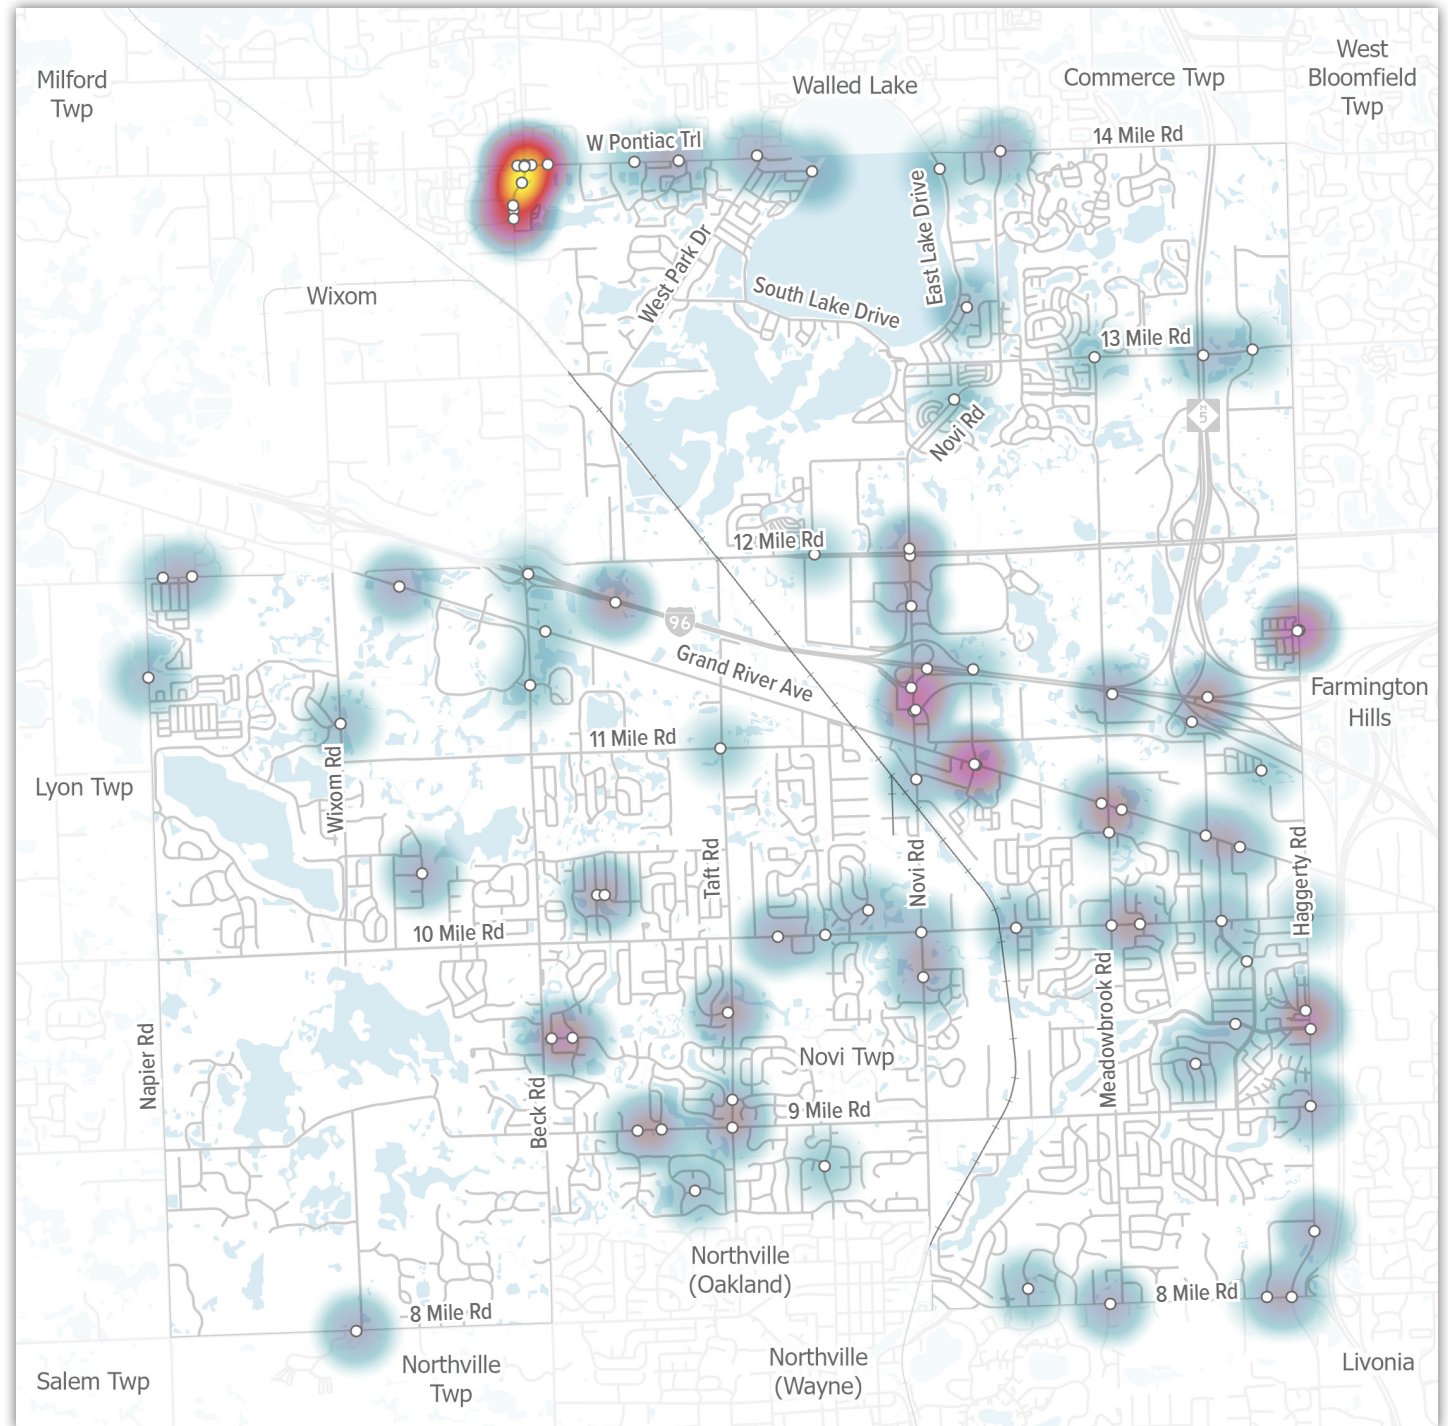 West
Bloomfield
Twp
Milford
Twp
Walled Lake
Commerce Twp
W Pontiac Trl
14 Mile Rd
East Lake Drive
West Park Dr
South Lake Drive
Wixom
13 Mile Rd
M
5
Novi Rd
12 Mile Rd
96
Grand River Ave
Farmington
Hills
11 Mile Rd
Wixom Rd
Lyon Twp
Taft Rd
Novi Rd
Haggerty Rd
10 Mile Rd
Meadowbrook Rd
Napier Rd
Novi Twp
Beck Rd
9 Mile Rd
Northville
(Oakland)
8 Mile Rd
8 Mile Rd
Northville
Twp
Northville
(Wayne)
Livonia
Salem Twp